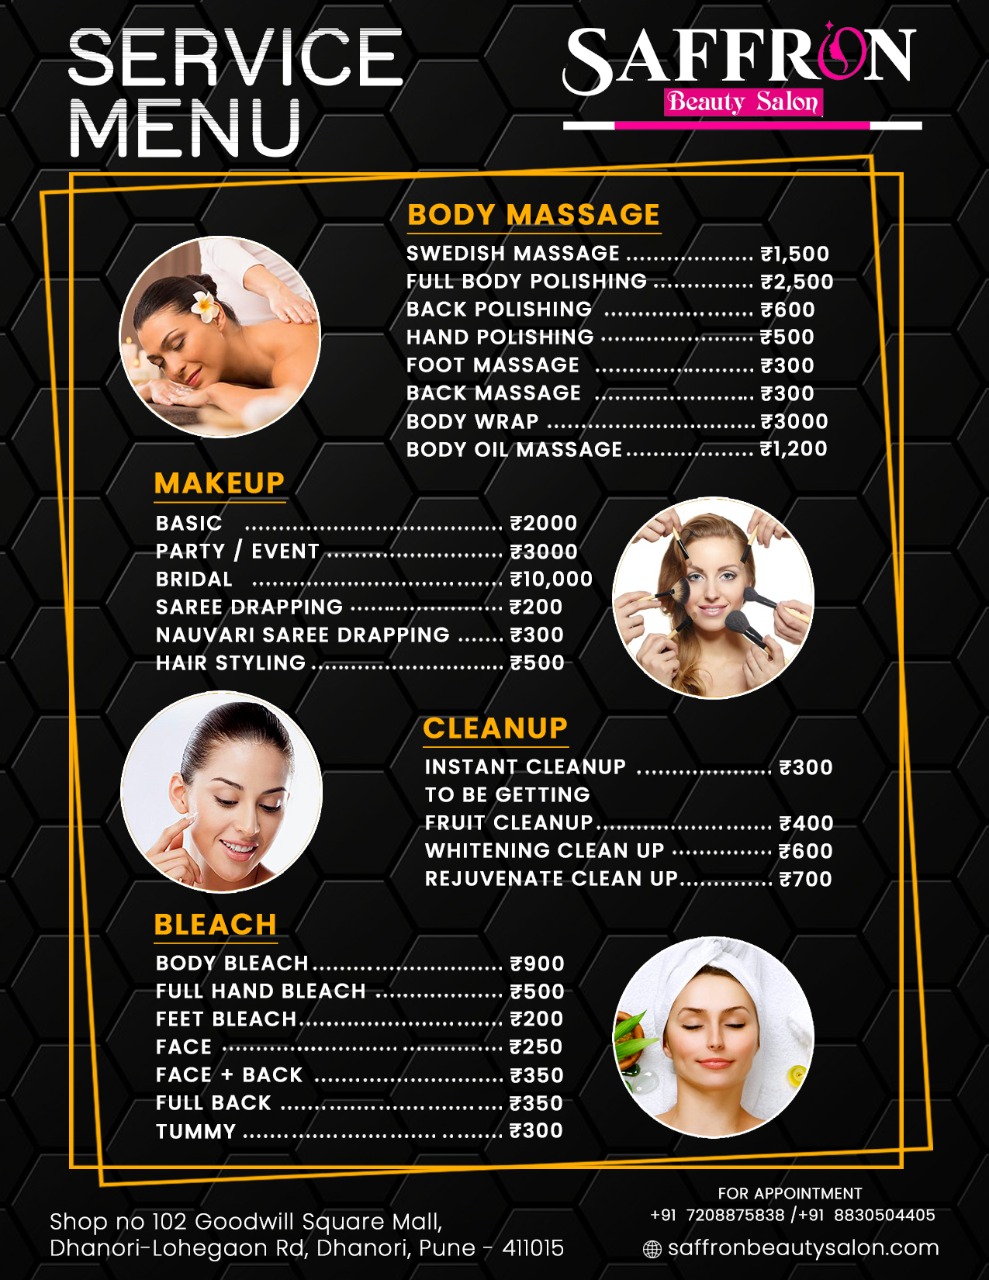 SERVICE
MENU
SAFFRON
Beauty Salon
BODY MASSAGE
SWEDISH MASSAGE ................... ₹1,500
FULL BODY POLISHING ............... ₹2,500
BACK POLISHING ...................... ₹600
HAND POLISHING ...................... ₹500
FOOT MASSAGE ....................... ₹300
BACK MASSAGE ....................... ₹300
BODY WRAP ............................... ₹3000
BODY OIL MASSAGE ................... ₹1,200
MAKEUP
BASIC ....................................... ₹2000
PARTY / EVENT .......................... ₹3000
BRIDAL ..................................... ₹10,000
SAREE DRAPPING ...................... ₹200
NAUVARI SAREE DRAPPING ....... ₹300
HAIR STYLING ............................ ₹500
CLEANUP
INSTANT CLEANUP .................... ₹300
TO BE GETTING
FRUIT CLEANUP .......................... ₹400
WHITENING CLEAN UP ............... ₹600
REJUVENATE CLEAN UP .............. ₹700
BLEACH
BODY BLEACH ............................ ₹900
FULL HAND BLEACH ................... ₹500
FEET BLEACH .............................. ₹200
FACE .......................................... ₹250
FACE + BACK ............................ ₹350
FULL BACK ................................. ₹350
TUMMY ...................................... ₹300
FOR APPOINTMENT
+91 7208875838 /+91 8830504405
Shop no 102 Goodwill Square Mall,
Dhanori-Lohegaon Rd, Dhanori, Pune - 411015
saffronbeautysalon.com